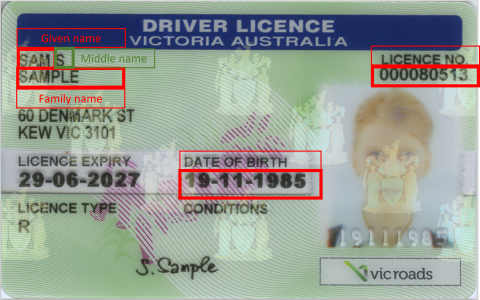 DRIVER LICENCE
VICTORIA AUSTRALIA
Given name
SAM S
Middle name
SAMPLE
Family name
LICENCE NO.
000080513
60 DENMARK ST
KEW VIC 3101
LICENCE EXPIRY
29-06-2027
DATE OF BIRTH
19-11-1985
LICENCE TYPE
R
CONDITIONS
19111985
S. Sample
vicroads